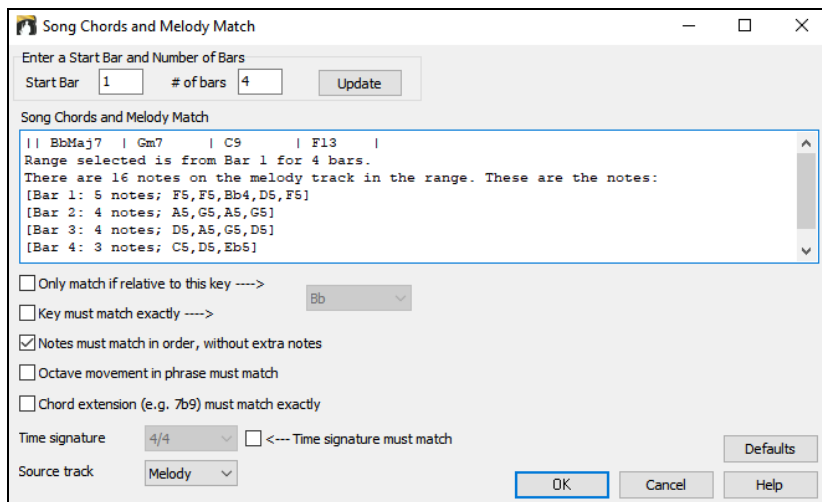 Song Chords and Melody Match
Enter a Start Bar and Number of Bars
Start Bar 1 # of bars 4 Update
Song Chords and Melody Match
|| BbMaj7 | Gm7 | C9 | F13 |
Range selected is from Bar 1 for 4 bars.
There are 16 notes on the melody track in the range. These are the notes:
[Bar 1: 5 notes; F5,F5,Bb4,D5,F5]
[Bar 2: 4 notes; A5,G5,A5,G5]
[Bar 3: 4 notes; D5,A5,G5,D5]
[Bar 4: 3 notes; C5,D5,Eb5]
Only match if relative to this key ---->
Bb
Key must match exactly ---->
Notes must match in order, without extra notes
Octave movement in phrase must match
Chord extension (e.g. 7b9) must match exactly
Time signature 4/4 <--- Time signature must match
Defaults
Source track Melody
OK Cancel Help